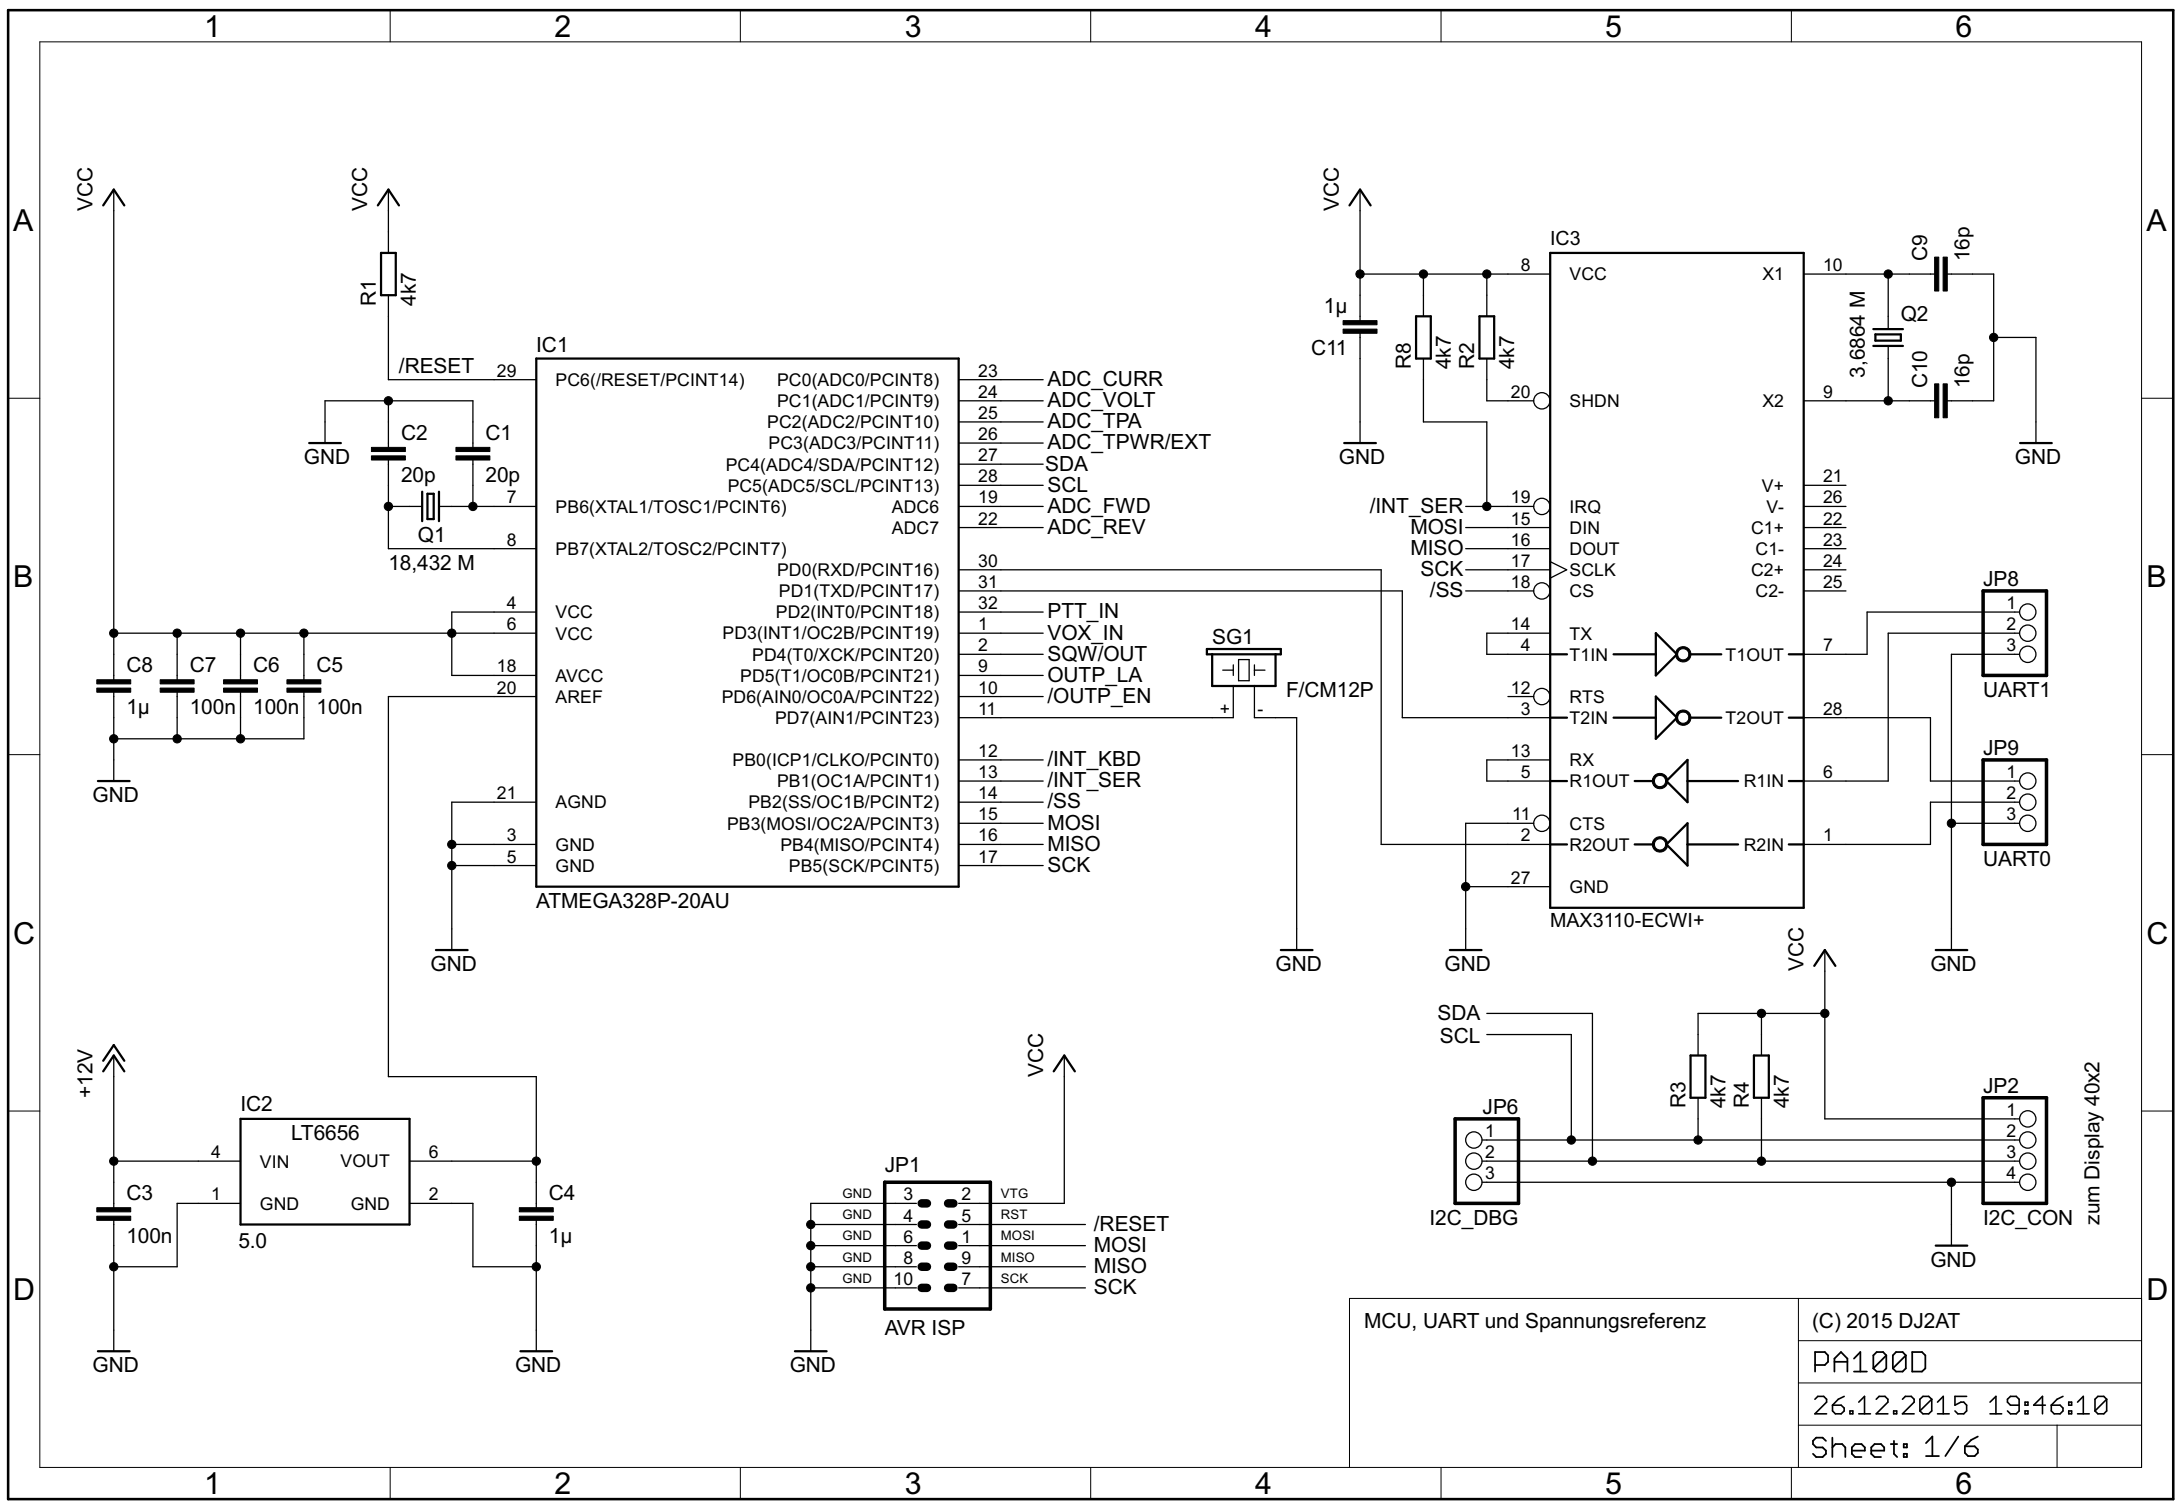 1 2 3 4 5 6
A A
B B
C C
D D
VCC
VCC
R1
4k7
/RESET
GND
C2
20p
C1
20p
Q1
18,432 M
C8
1µ
C7
100n
C6
100n
C5
100n
GND
IC1
29 PC6(/RESET/PCINT14)
7 PB6(XTAL1/TOSC1/PCINT6)
8 PB7(XTAL2/TOSC2/PCINT7)
4 VCC
6 VCC
18 AVCC
20 AREF
21 AGND
3 GND
5 GND
PC0(ADC0/PCINT8) 23 ADC_CURR
PC1(ADC1/PCINT9) 24 ADC_VOLT
PC2(ADC2/PCINT10) 25 ADC_TPA
PC3(ADC3/PCINT11) 26 ADC_TPWR/EXT
PC4(ADC4/SDA/PCINT12) 27 SDA
PC5(ADC5/SCL/PCINT13) 28 SCL
ADC6 19 ADC_FWD
ADC7 22 ADC_REV
PD0(RXD/PCINT16) 30
PD1(TXD/PCINT17) 31
PD2(INT0/PCINT18) 32 PTT_IN
PD3(INT1/OC2B/PCINT19) 1 VOX_IN
PD4(T0/XCK/PCINT20) 2 SQW/OUT
PD5(T1/OC0B/PCINT21) 9 OUTP_LA
PD6(AIN0/OC0A/PCINT22) 10 /OUTP_EN
PD7(AIN1/PCINT23) 11
PB0(ICP1/CLKO/PCINT0) 12 /INT_KBD
PB1(OC1A/PCINT1) 13 /INT_SER
PB2(SS/OC1B/PCINT2) 14 /SS
PB3(MOSI/OC2A/PCINT3) 15 MOSI
PB4(MISO/PCINT4) 16 MISO
PB5(SCK/PCINT5) 17 SCK
ATMEGA328P-20AU
GND
SG1
F/CM12P
+ -
GND
VCC
1µ
C11
GND
R8
4k7
R2
4k7
IC3
8 VCC
20 SHDN
/INT_SER 19 IRQ
MOSI 15 DIN
MISO 16 DOUT
SCK 17 SCLK
/SS 18 CS
14 TX
4 T1IN
12 RTS
3 T2IN
13 RX
5 R1OUT
11 CTS
2 R2OUT
27 GND
X1 10
X2 9
V+ 21
V- 26
C1+ 22
C1- 23
C2+ 24
C2- 25
T1OUT 7
T2OUT 28
R1IN 6
R2IN 1
MAX3110-ECWI+
GND
C9
16p
Q2
3,6864 M
C10
16p
GND
JP8
1
2
3
UART1
JP9
1
2
3
UART0
GND
+12V
C3
100n
GND
IC2
LT6656
4 VIN VOUT 6
1 GND GND 2
5.0
C4
1µ
GND
VCC
JP1
GND 3 2 VTG
GND 4 5 RST /RESET
GND 6 1 MOSI MOSI
GND 8 9 MISO MISO
GND 10 7 SCK SCK
AVR ISP
GND
SDA
SCL
VCC
R3
4k7
R4
4k7
JP6
1
2
3
I2C_DBG
JP2
1
2
3
4
I2C_CON
zum Display 40x2
GND
MCU, UART und Spannungsreferenz
(C) 2015 DJ2AT
PA100D
26.12.2015 19:46:10
Sheet: 1/6
1 2 3 4 5 6